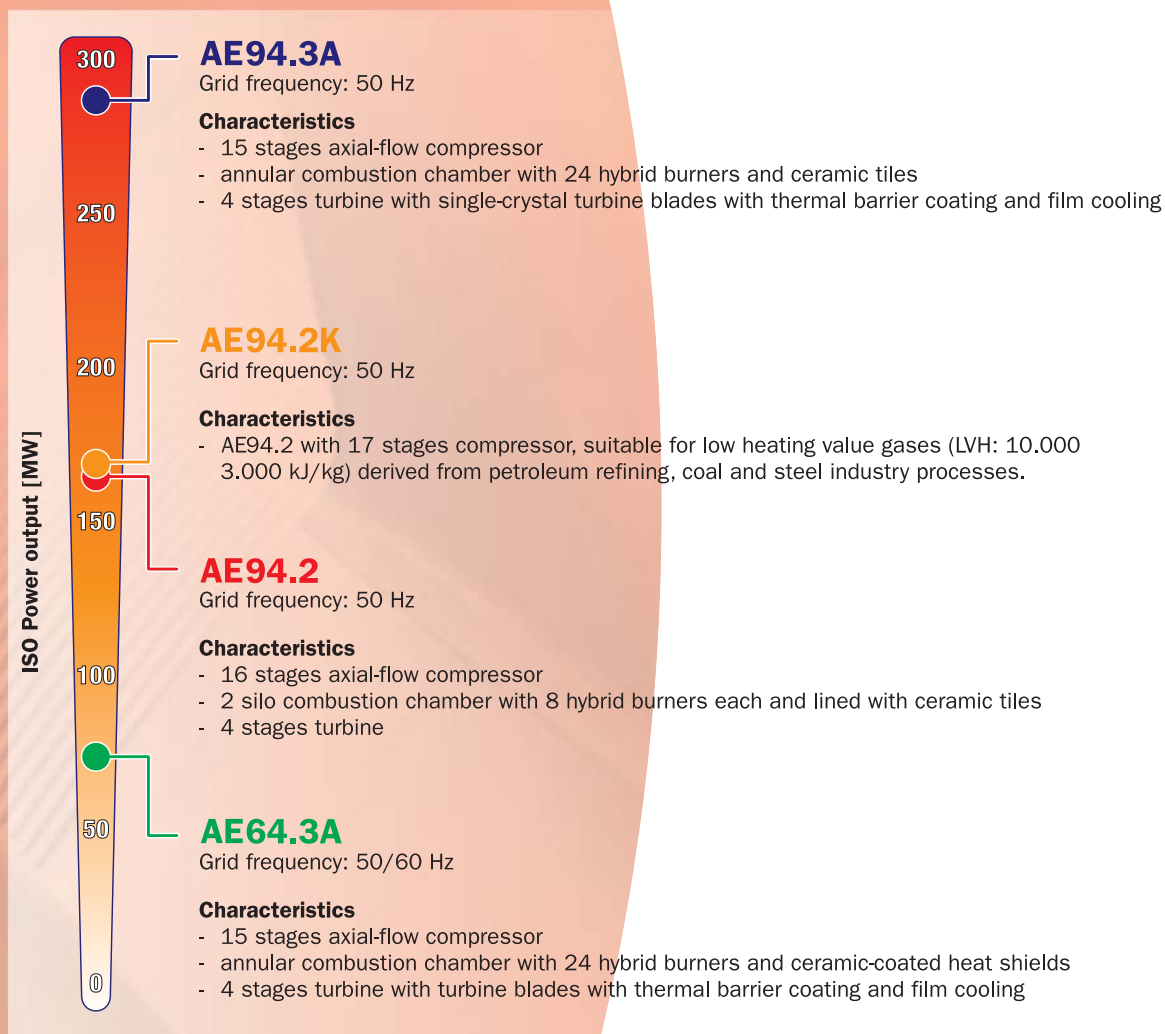 300
250
200
150
100
50
0
ISO Power output [MW]
AE94.3A
Grid frequency: 50 Hz
Characteristics
- 15 stages axial-flow compressor
- annular combustion chamber with 24 hybrid burners and ceramic tiles
- 4 stages turbine with single-crystal turbine blades with thermal barrier coating and film cooling
AE94.2K
Grid frequency: 50 Hz
Characteristics
- AE94.2 with 17 stages compressor, suitable for low heating value gases (LVH: 10.000
3.000 kJ/kg) derived from petroleum refining, coal and steel industry processes.
AE94.2
Grid frequency: 50 Hz
Characteristics
- 16 stages axial-flow compressor
- 2 silo combustion chamber with 8 hybrid burners each and lined with ceramic tiles
- 4 stages turbine
AE64.3A
Grid frequency: 50/60 Hz
Characteristics
- 15 stages axial-flow compressor
- annular combustion chamber with 24 hybrid burners and ceramic-coated heat shields
- 4 stages turbine with turbine blades with thermal barrier coating and film cooling